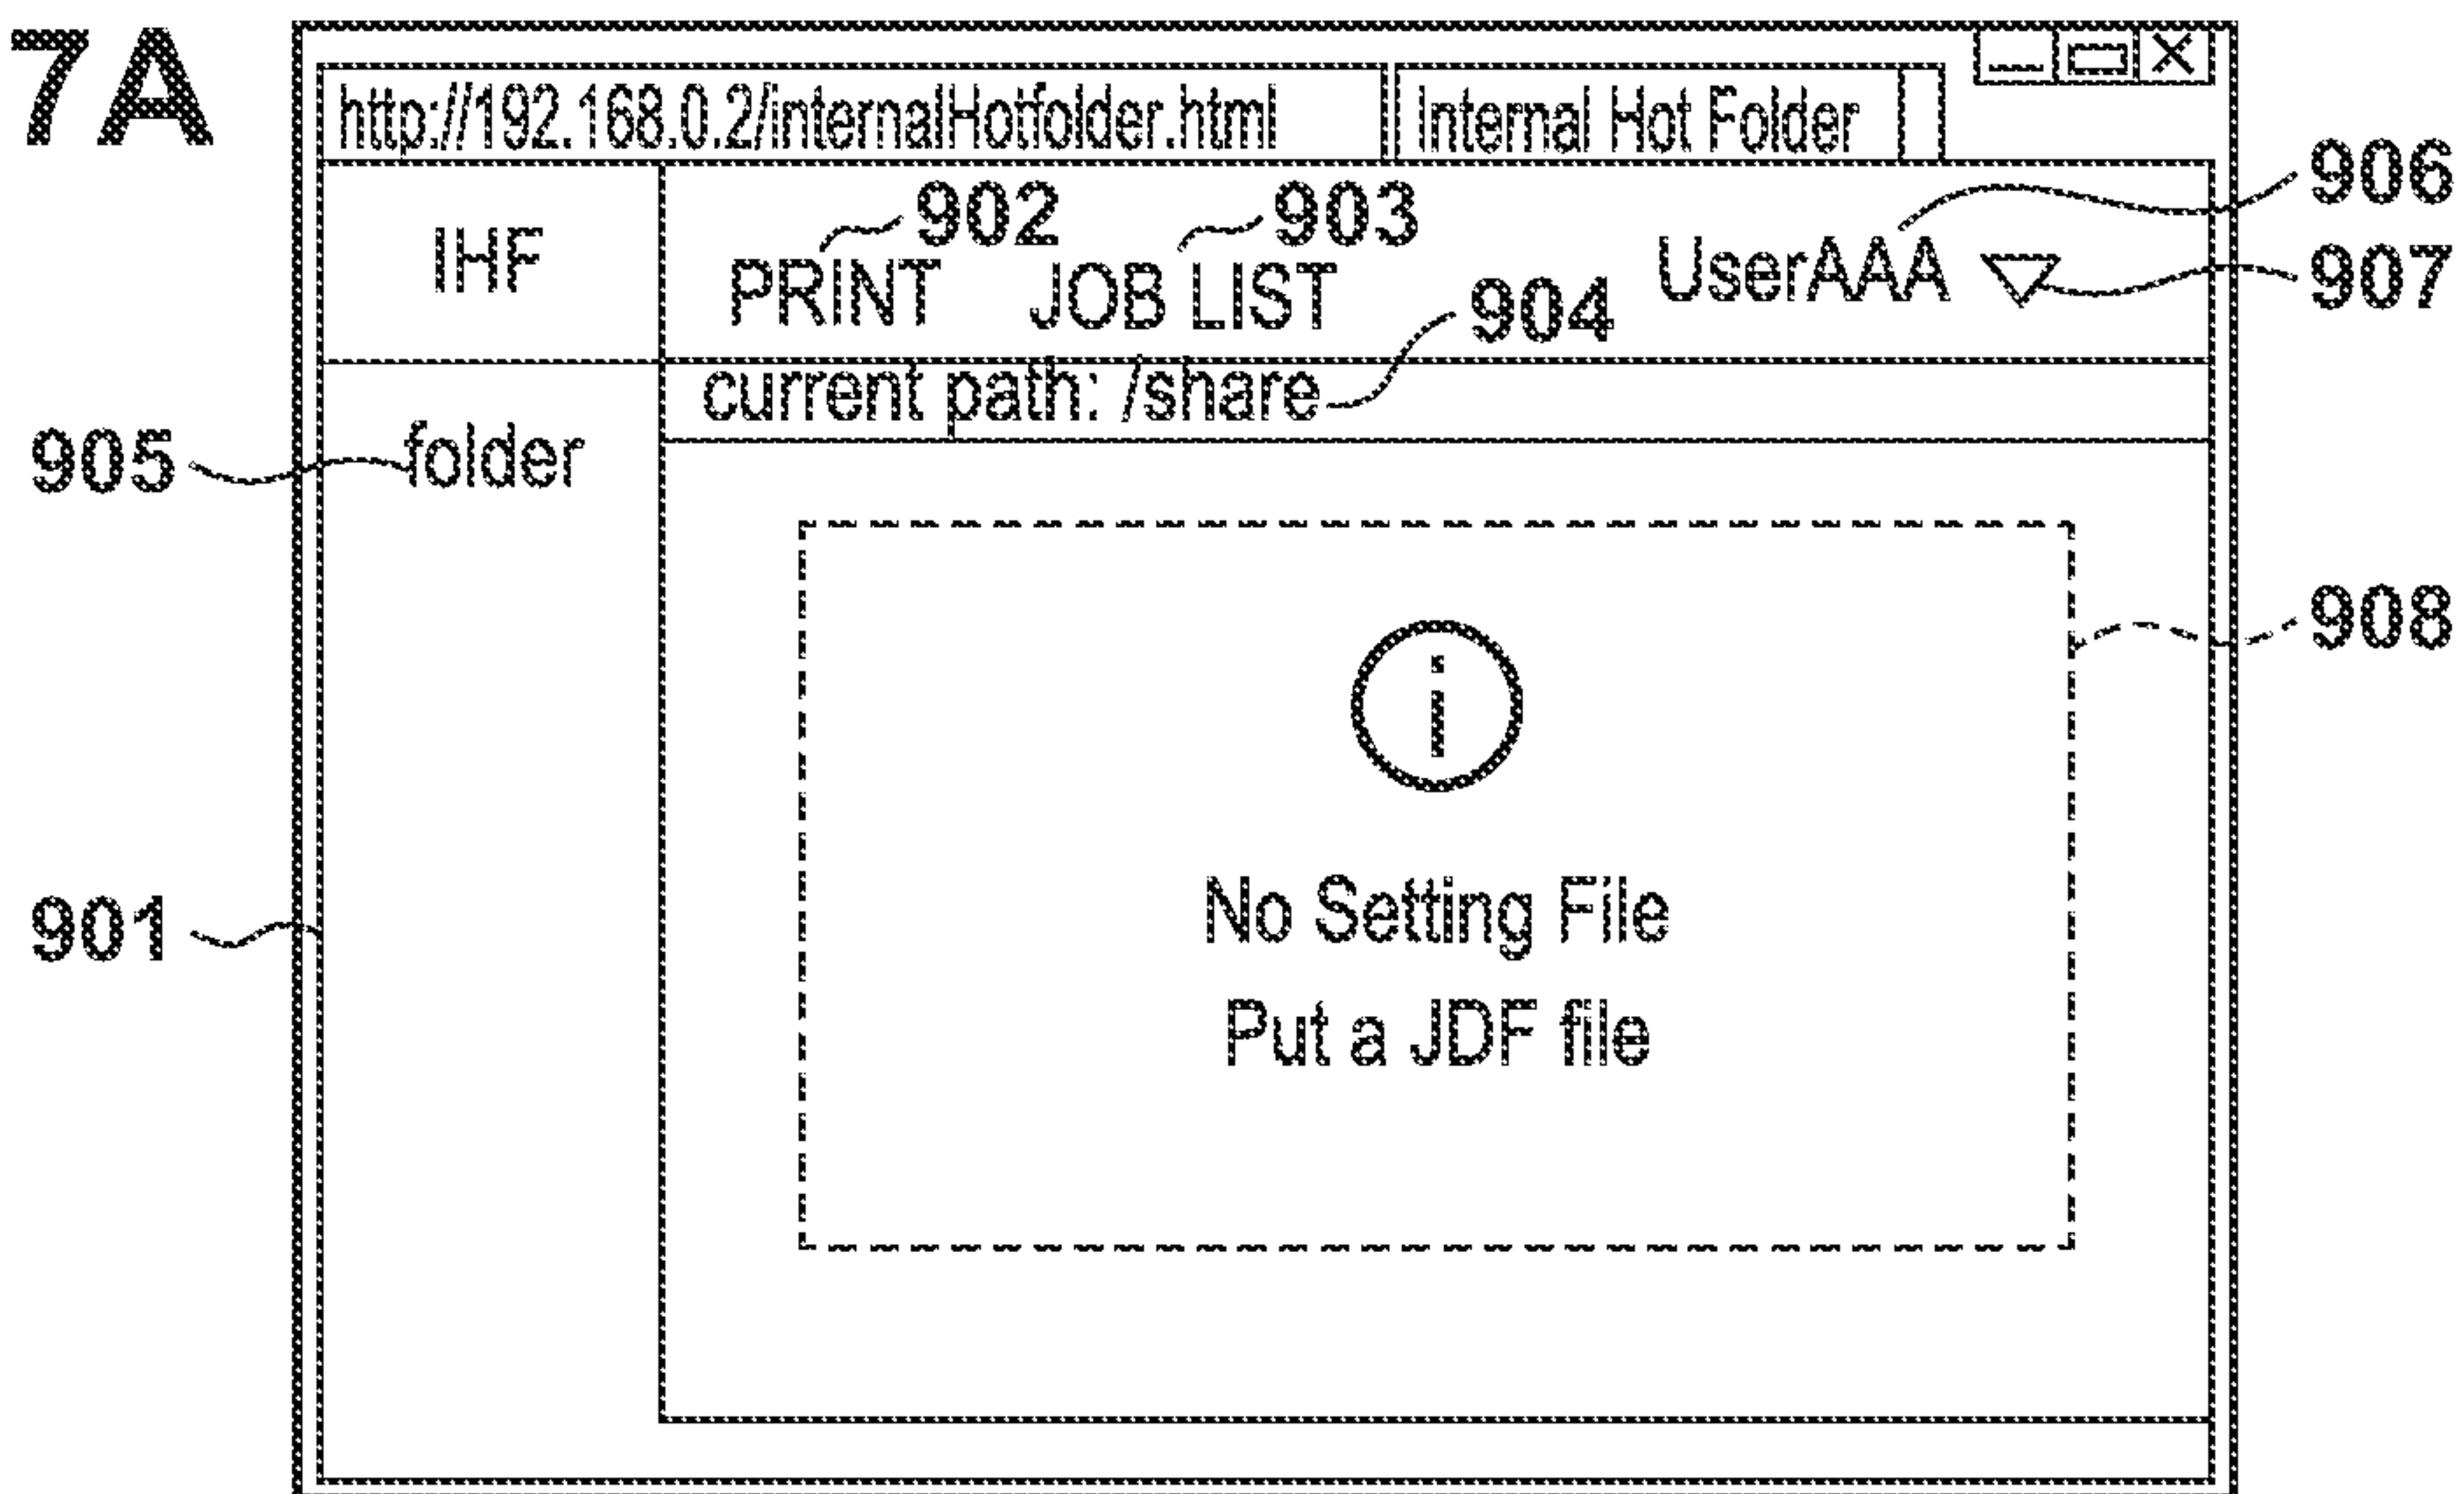 7A
http://192.168.0.2/internalHotfolder.html
Internal Hot Folder
IHF
902
903
906
PRINT
JOB LIST
UserAAA
907
904
current path: /share
905
folder
908
i
901
No Setting File
Put a JDF file